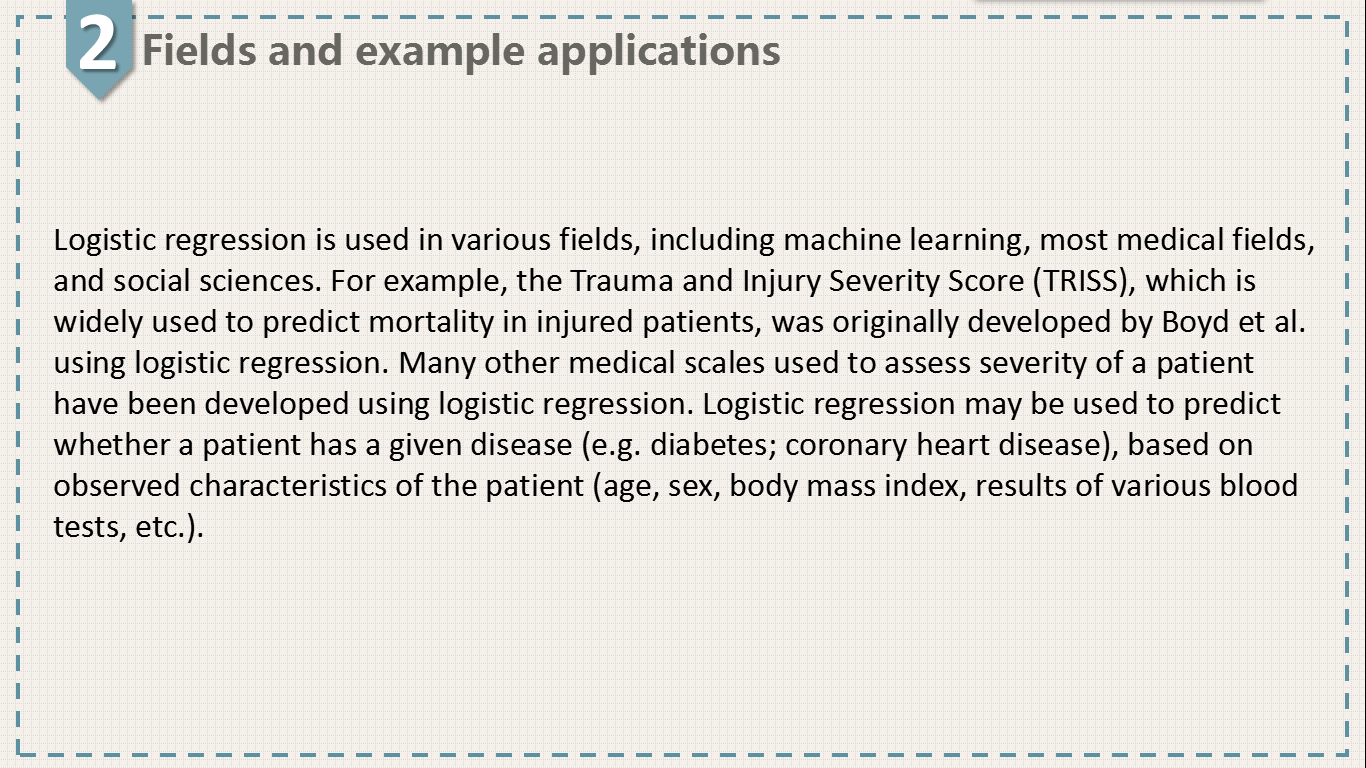 2
Fields and example applications
Logistic regression is used in various fields, including machine learning, most medical fields,
and social sciences. For example, the Trauma and Injury Severity Score (TRISS), which is
widely used to predict mortality in injured patients, was originally developed by Boyd et al.
using logistic regression. Many other medical scales used to assess severity of a patient
have been developed using logistic regression. Logistic regression may be used to predict
whether a patient has a given disease (e.g. diabetes; coronary heart disease), based on
observed characteristics of the patient (age, sex, body mass index, results of various blood
tests, etc.).